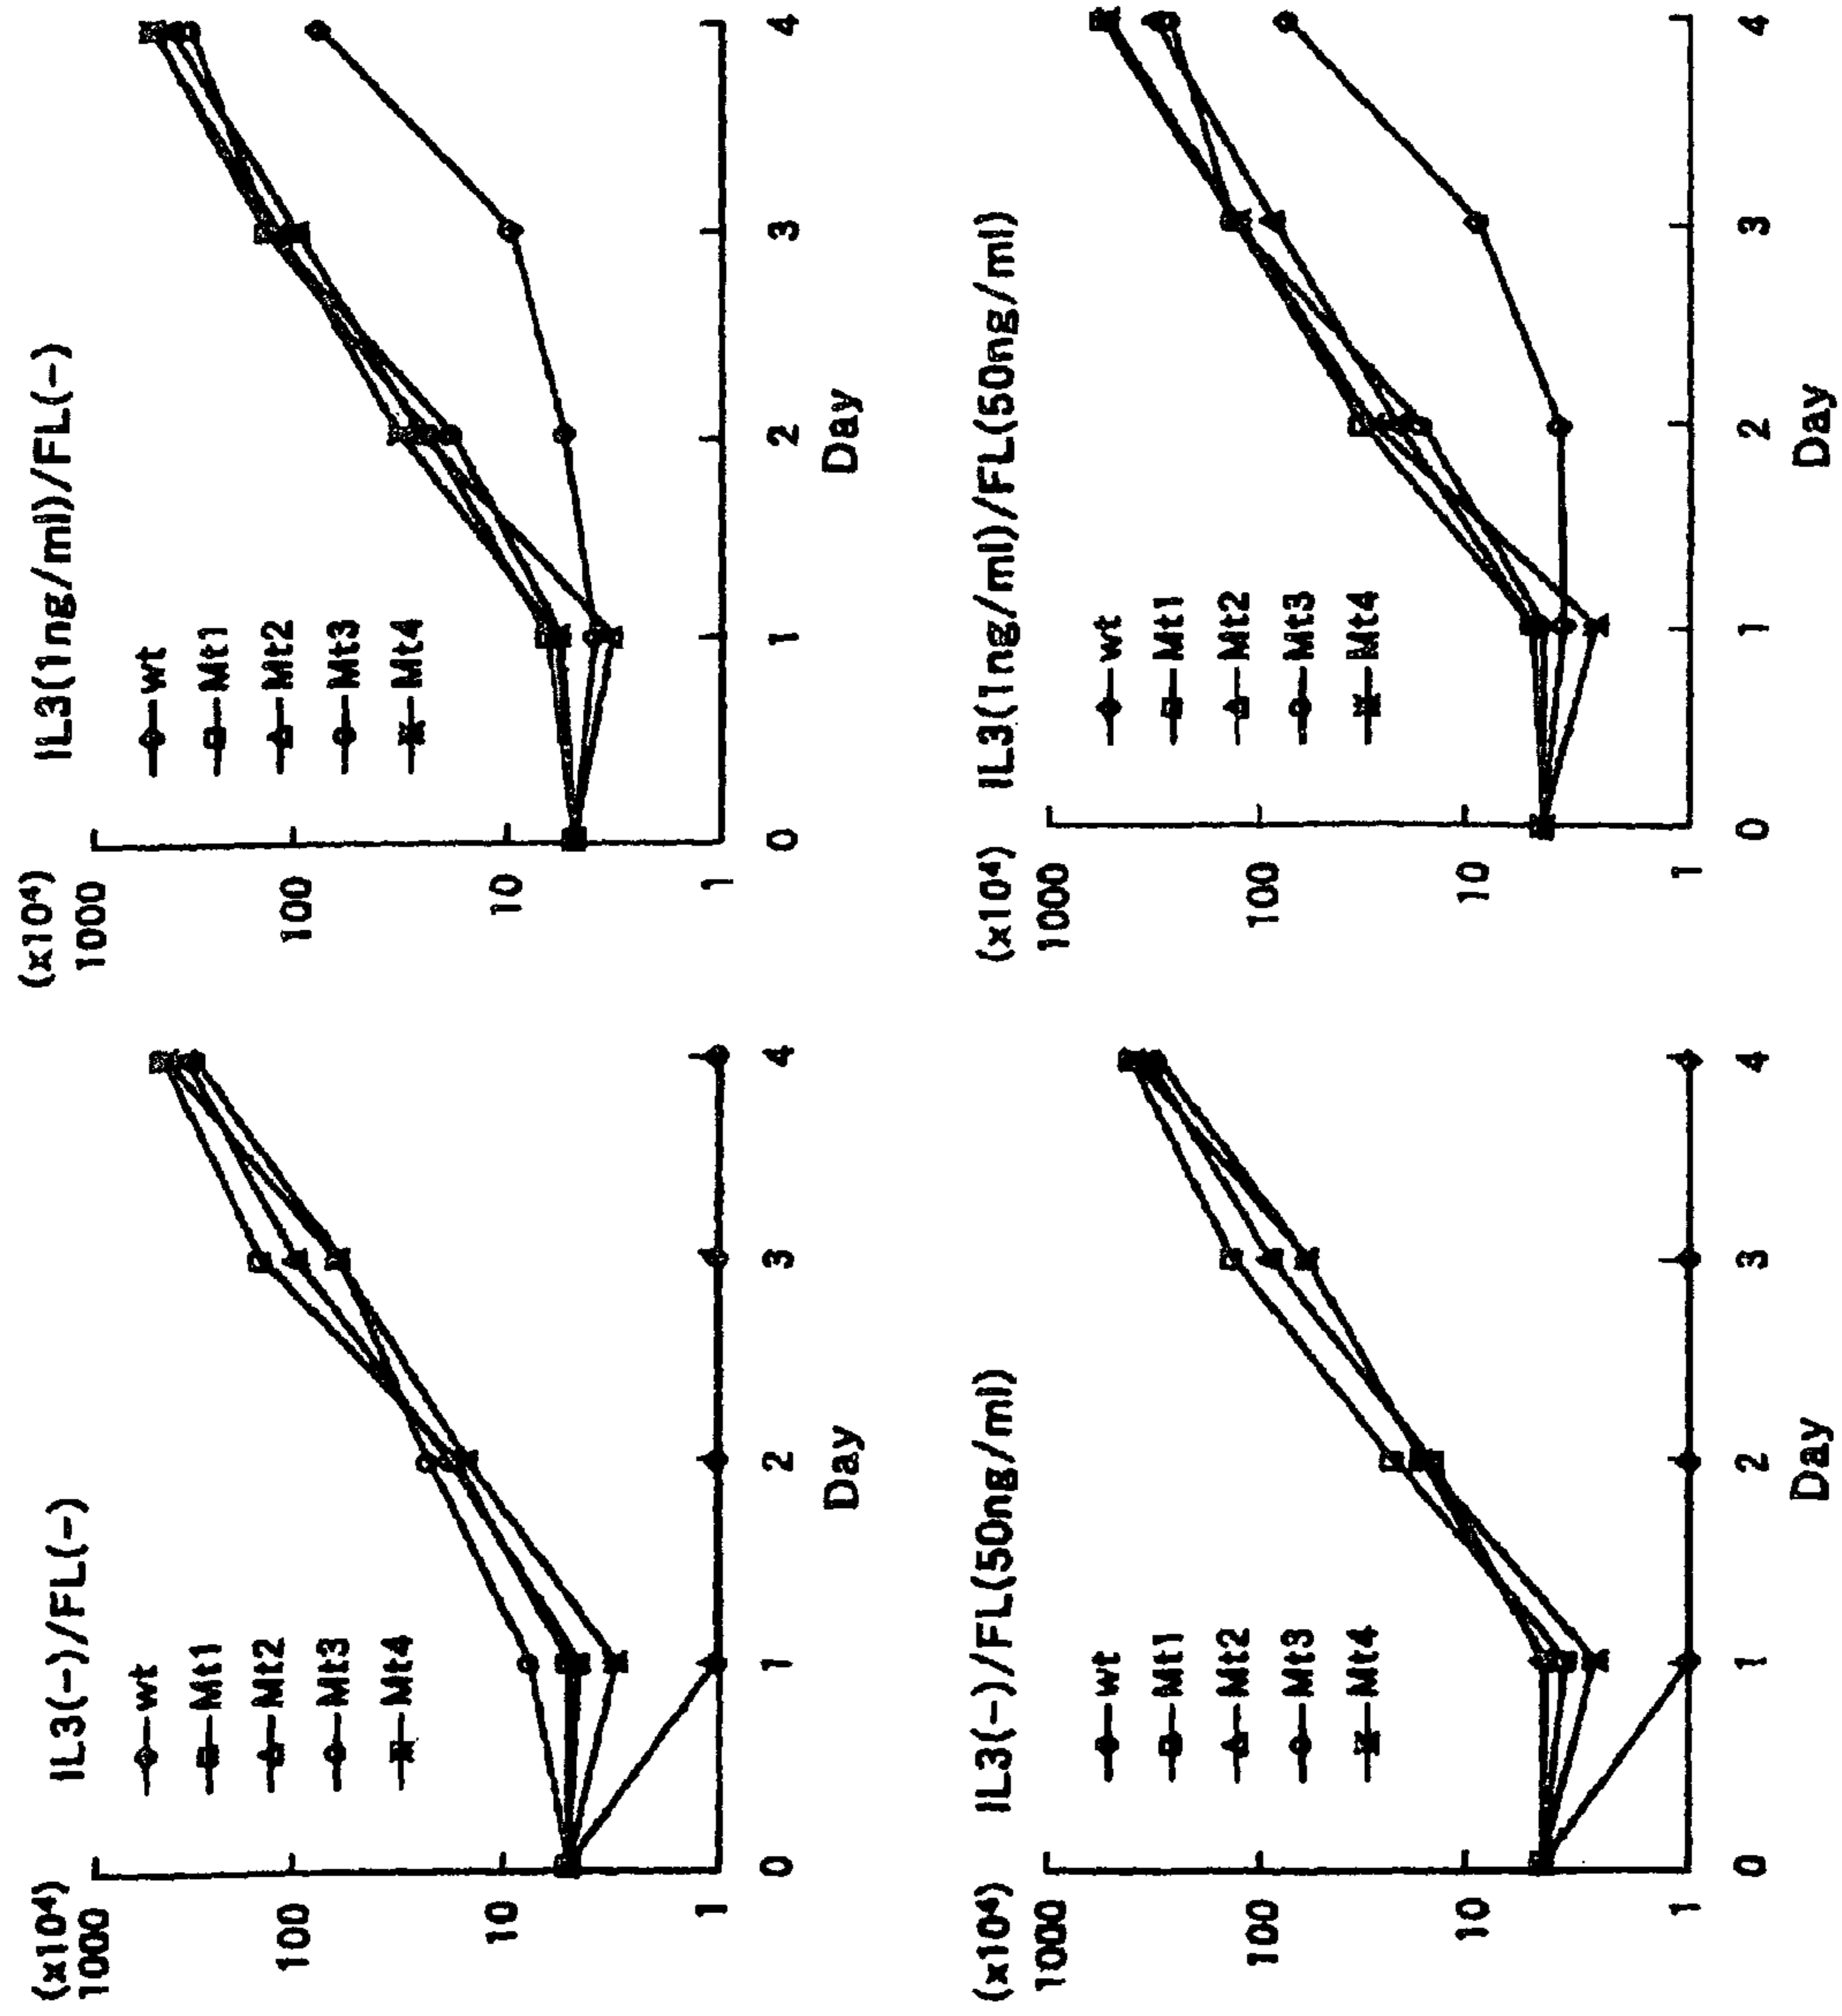 IL3(-)/FL(-)
(x10⁴)
1000
100
10
1
wt
Mt1
Mt2
Mt3
Mt4
0 1 2 3 4
Day
IL3(1ng/ml)/FL(-)
(x10⁴)
1000
100
10
1
wt
Mt1
Mt2
Mt3
Mt4
0 1 2 3 4
Day
(x10⁴) IL3(-)/FL(50ng/ml)
1000
100
10
1
wt
Mt1
Mt2
Mt3
Mt4
0 1 2 3 4
Day
(x10⁴) IL3(1ng/ml)/FL(50ng/ml)
1000
100
10
1
wt
Mt1
Mt2
Mt3
Mt4
0 1 2 3 4
Day